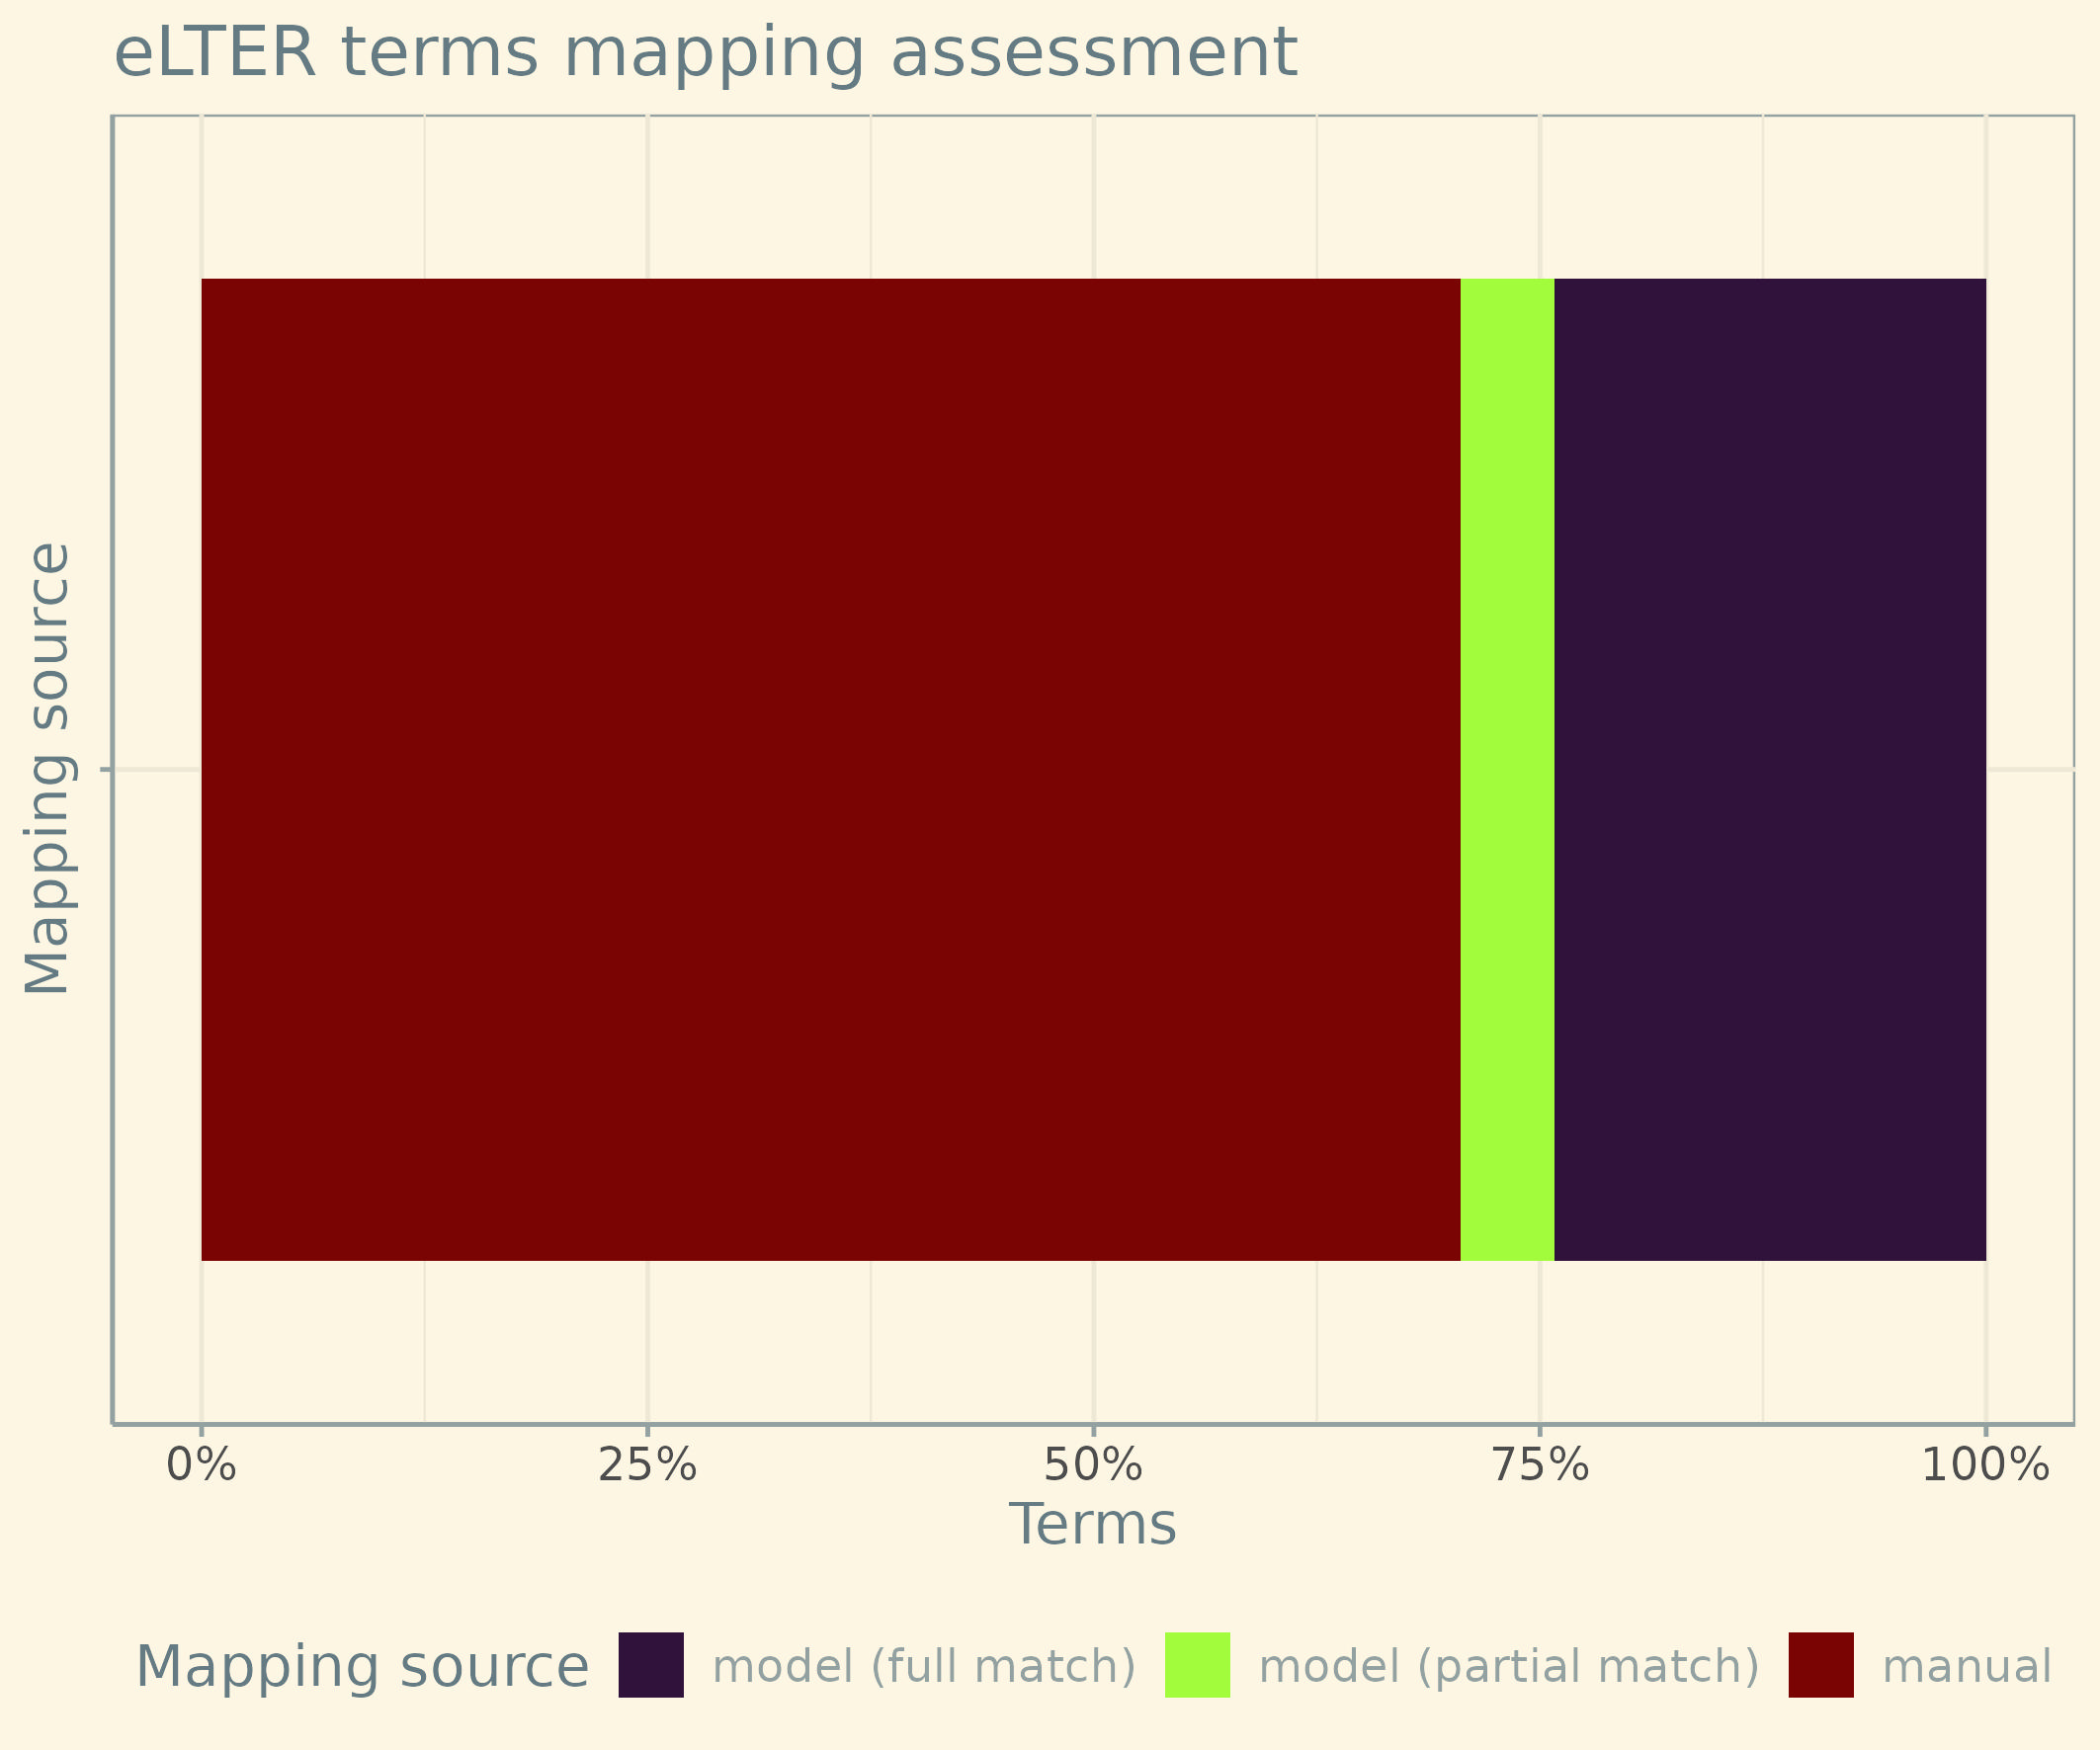 eLTER terms mapping assessment
Mapping source
0% 25% 50% 75% 100%
Terms
Mapping source model (full match) model (partial match) manual